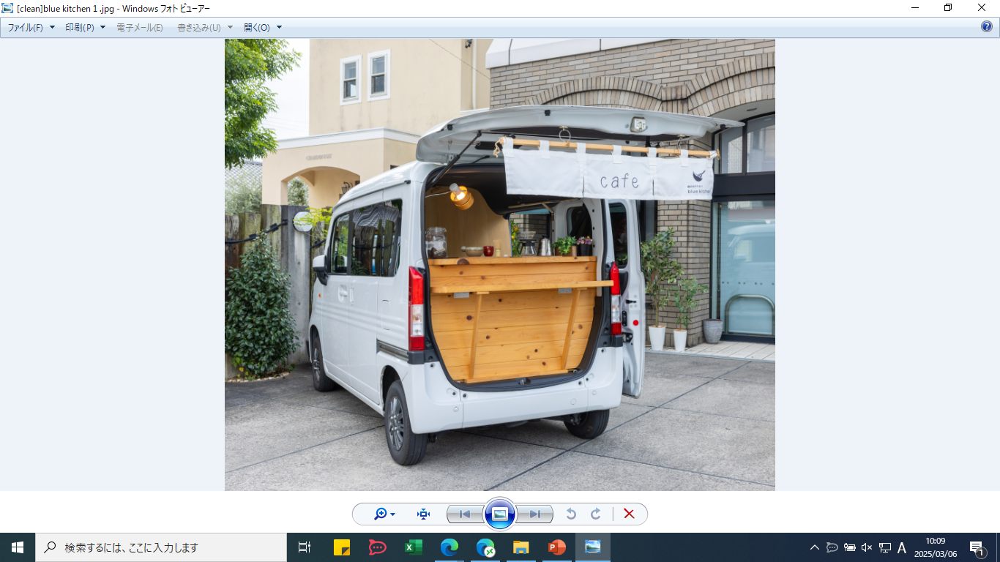 [clean]blue kitchen 1 .jpg - Windows フォト ビューアー
ファイル(F)
印刷(P)
電子メール(E)
書き込み(U)
開く(O)
cafe
blue kitchen
検索するには、ここに入力します
A
10:09
2025/03/06
1